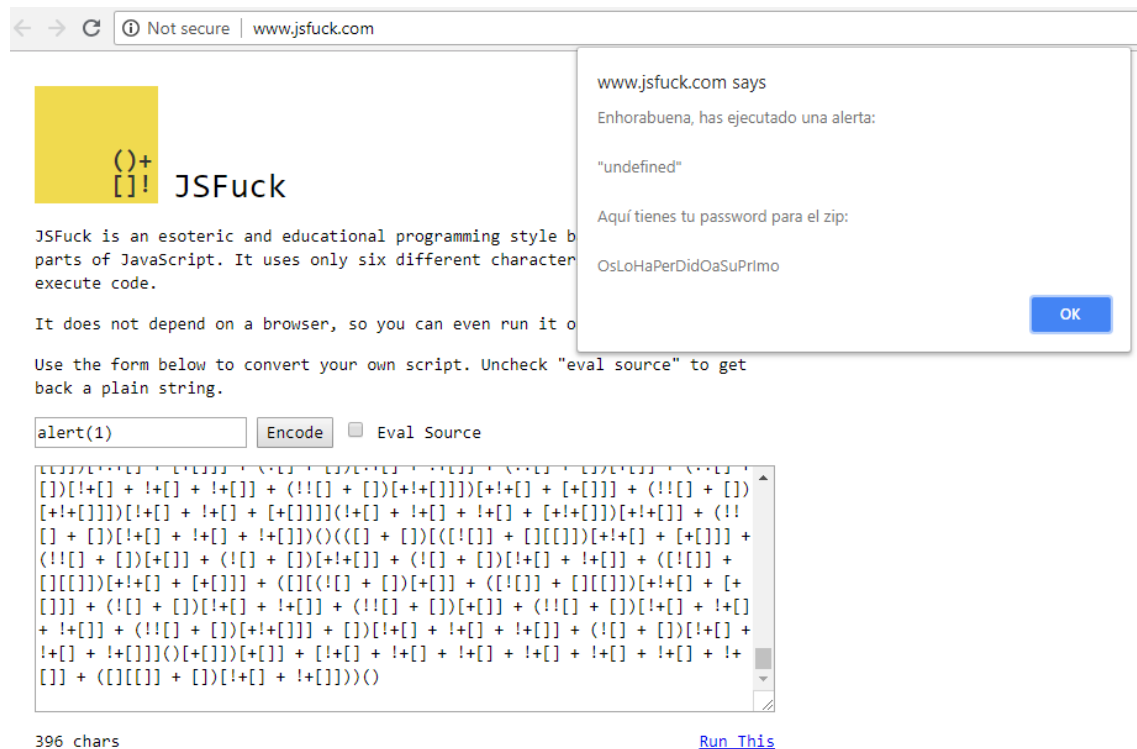 Not secure | www.jsfuck.com
www.jsfuck.com says
Enhorabuena, has ejecutado una alerta:
"undefined"
Aquí tienes tu password para el zip:
OsLoHaPerDidOaSuPrImo
OK
()+
[]!
JSFuck
JSFuck is an esoteric and educational programming style b
parts of JavaScript. It uses only six different character
execute code.
It does not depend on a browser, so you can even run it o
Use the form below to convert your own script. Uncheck "eval source" to get
back a plain string.
alert(1) Encode Eval Source
[])[!+[] + !+[] + !+[]] + (!![] + [])[+!+[]]])[+!+[] + [+[]]] + (!![] + [])
[+!+[]]])[!+[] + !+[] + [+[]]]](!+[] + !+[] + !+[] + [+!+[]])[+!+[]] + (!!
[] + [])[!+[] + !+[] + !+[]])()(([] + [])[([![]] + [][[]])[+!+[] + [+[]]] +
(!![] + [])[+[]] + (![] + [])[+!+[]] + (![] + [])[!+[] + !+[]] + ([![]] +
[][[]])[+!+[] + [+[]]] + ([][(![] + [])[+[]] + ([![]] + [][[]])[+!+[] + [+
[]]] + (![] + [])[!+[] + !+[]] + (!![] + [])[+[]] + (!![] + [])[!+[] + !+[]
+ !+[]] + (!![] + [])[+!+[]]] + [])[!+[] + !+[] + !+[]] + (![] + [])[!+[] +
!+[] + !+[]]]()[+[]])[+[]] + [!+[] + !+[] + !+[] + !+[] + !+[] + !+[] + !+
[]] + ([][[]] + [])[!+[] + !+[]]))()
396 chars
Run This